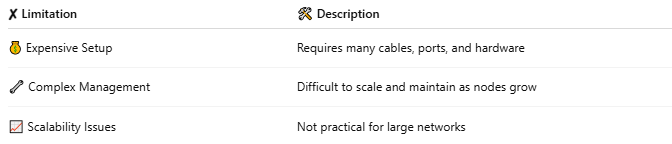 ✗ Limitation 🛠 Description
💰 Expensive Setup Requires many cables, ports, and hardware
🔧 Complex Management Difficult to scale and maintain as nodes grow
📈 Scalability Issues Not practical for large networks